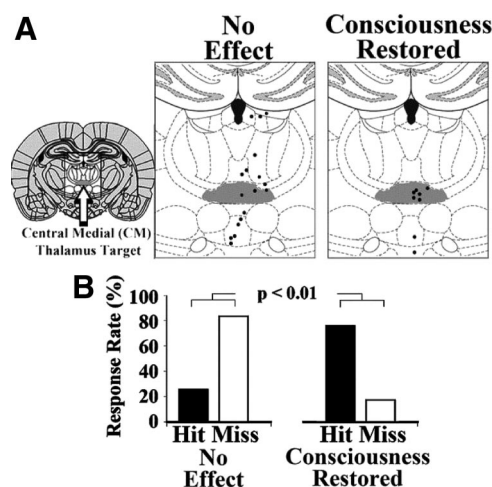 A
No
Effect
Consciousness
Restored
Central Medial (CM)
Thalamus Target
B
p < 0.01
Response Rate (%)
100
80
60
40
20
0
Hit Miss
No
Effect
Hit Miss
Consciousness
Restored